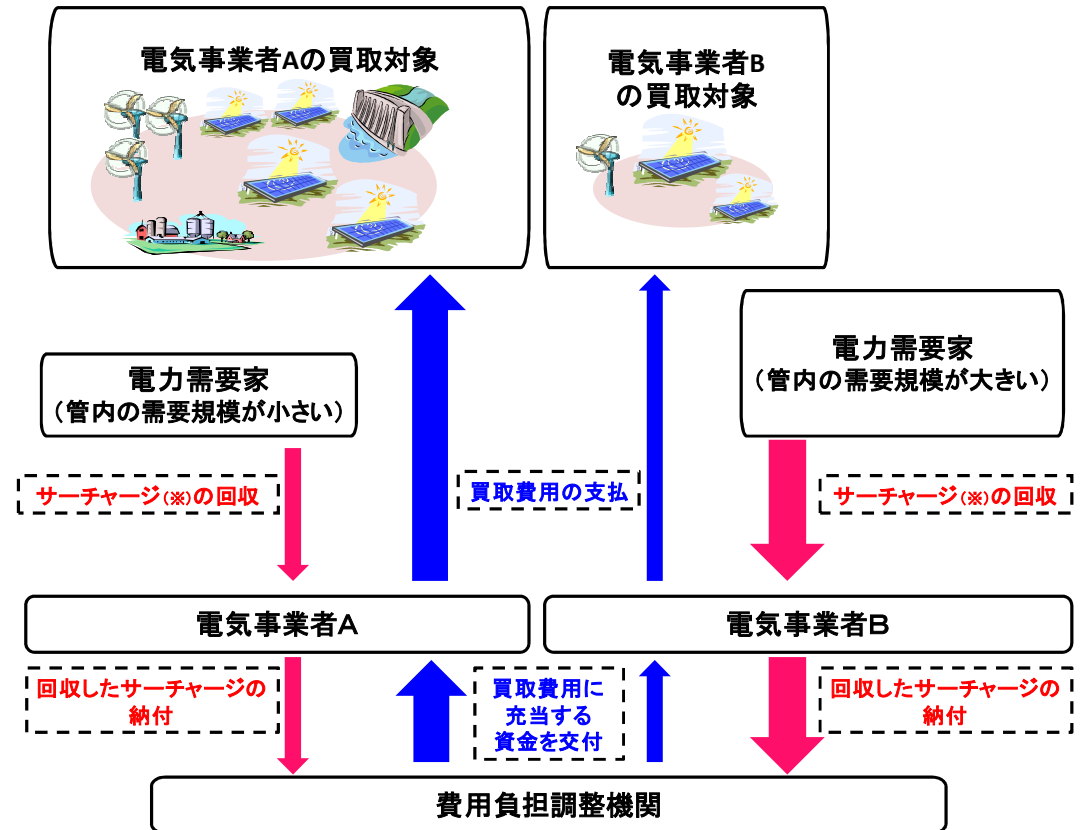 電気事業者Aの買取対象
電気事業者B
の買取対象
電力需要家
（管内の需要規模が小さい）
電力需要家
（管内の需要規模が大きい）
サーチャージ（※）の回収
買取費用の支払
サーチャージ（※）の回収
電気事業者A
電気事業者B
回収したサーチャージの
納付
買取費用に
充当する
資金を交付
回収したサーチャージの
納付
費用負担調整機関